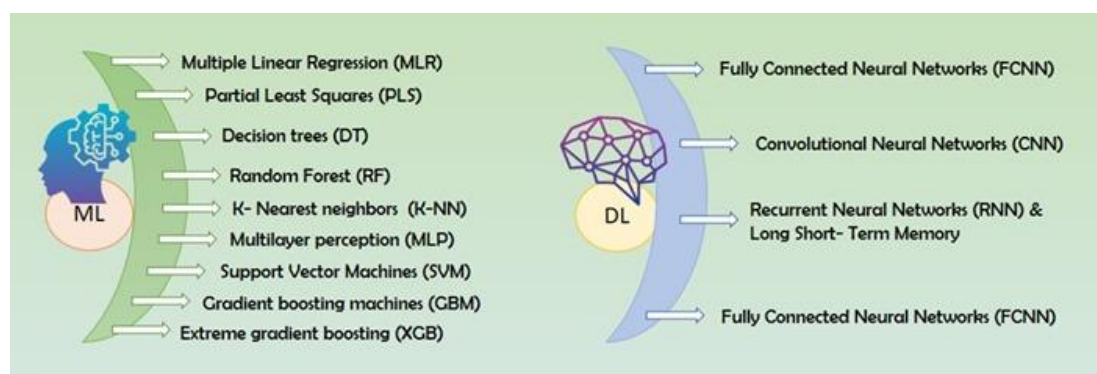 ML
Multiple Linear Regression (MLR)
Partial Least Squares (PLS)
Decision trees (DT)
Random Forest (RF)
K- Nearest neighbors (K-NN)
Multilayer perception (MLP)
Support Vector Machines (SVM)
Gradient boosting machines (GBM)
Extreme gradient boosting (XGB)
DL
Fully Connected Neural Networks (FCNN)
Convolutional Neural Networks (CNN)
Recurrent Neural Networks (RNN) &
Long Short- Term Memory
Fully Connected Neural Networks (FCNN)